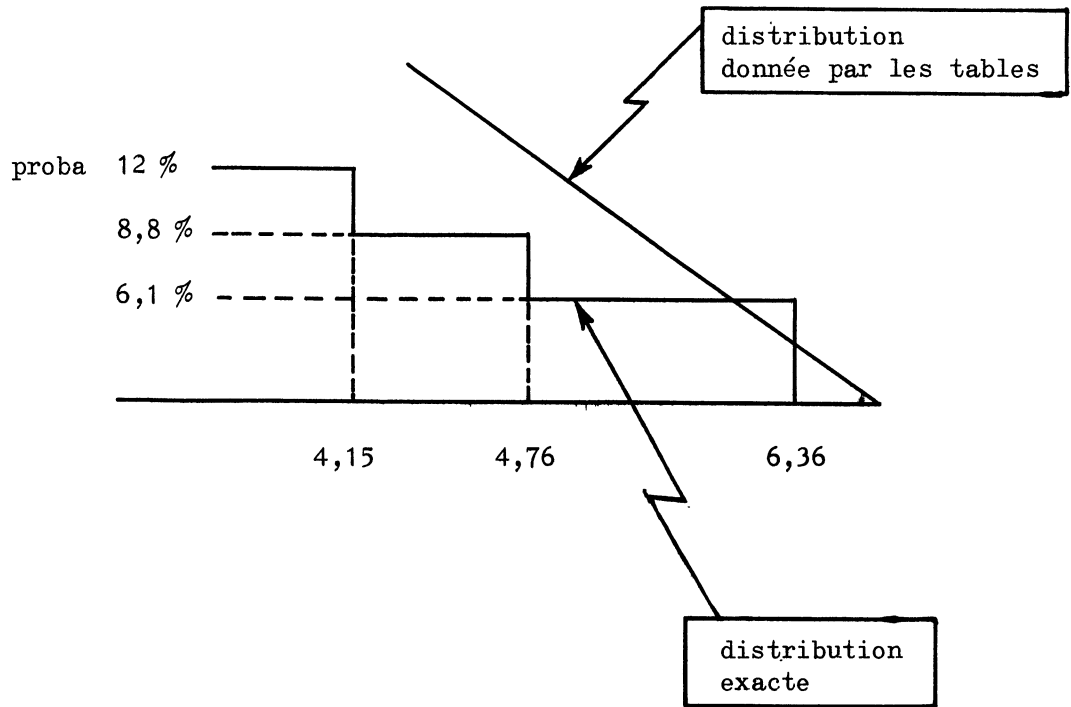 distribution
donnée par les tables
proba 12 %
8,8 %
6,1 %
4,15 4,76 6,36
distribution
exacte